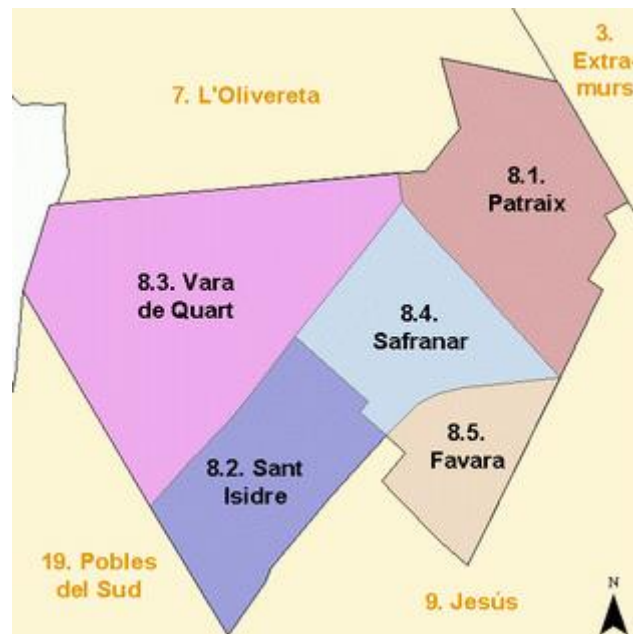 3.
Extra-
murs
7. L'Olivereta
8.1.
Patraix
8.3. Vara
de Quart
8.4.
Safranar
8.5.
Favara
8.2. Sant
Isidre
19. Pobles
del Sud
9. Jesús
N